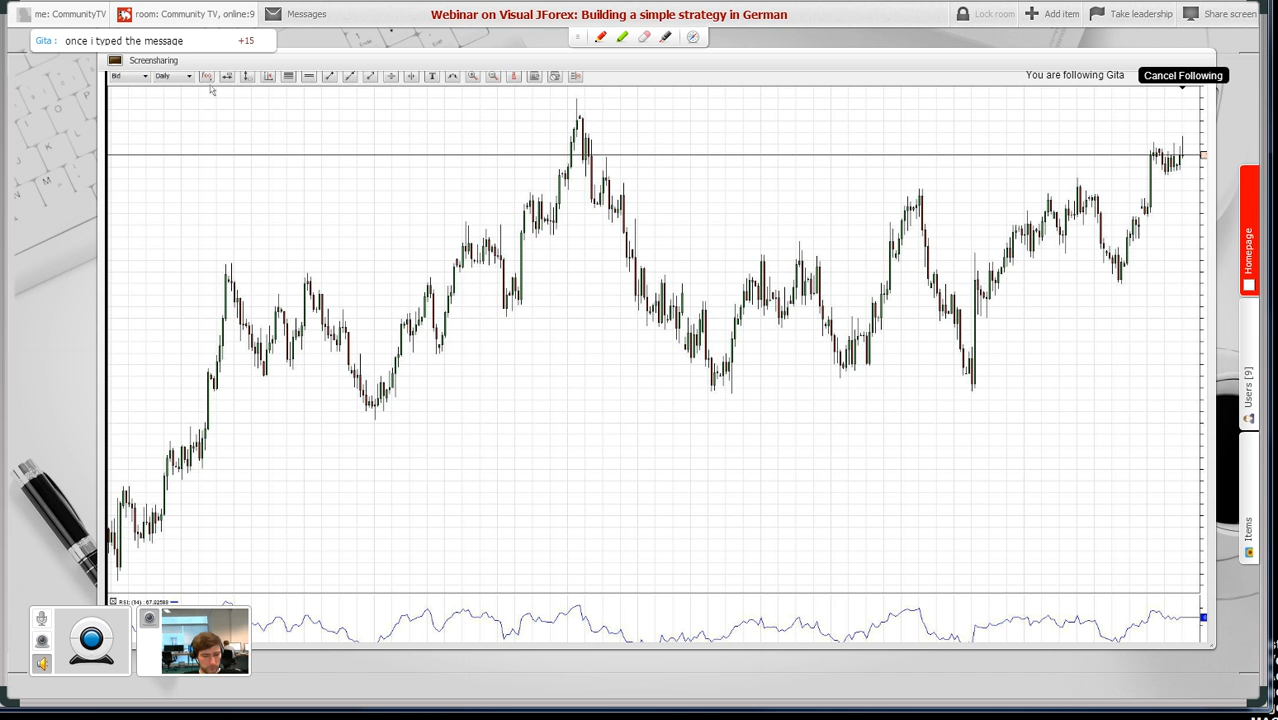 me: CommunityTV
room: Community TV, online:9
Messages
Webinar on Visual JForex: Building a simple strategy in German
Lock room
Add item
Take leadership
Share screen
Gita : once i typed the message +15
Screensharing
Bid
Daily
T
You are following Gita
Cancel Following
Homepage
Users [9]
Items